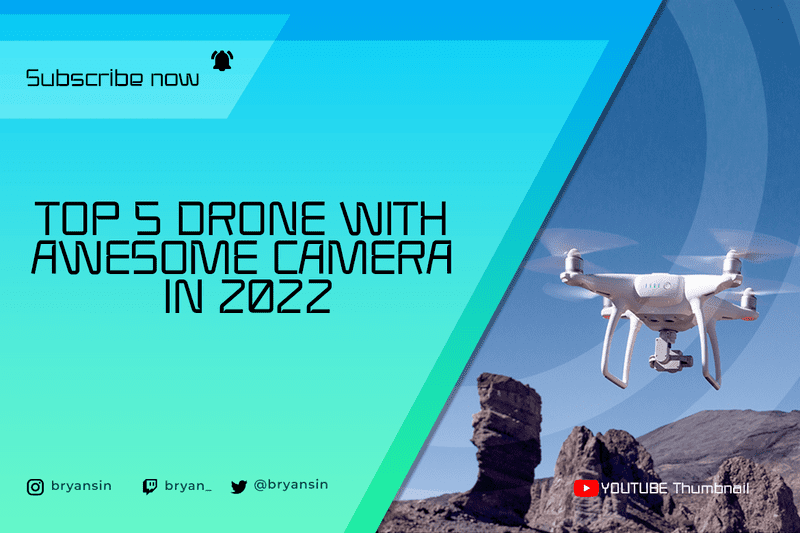 Subscribe now
TOP 5 DRONE WITH
AWESOME CAMERA
IN 2022
bryansin
bryan_
@bryansin
YOUTUBE Thumbnail